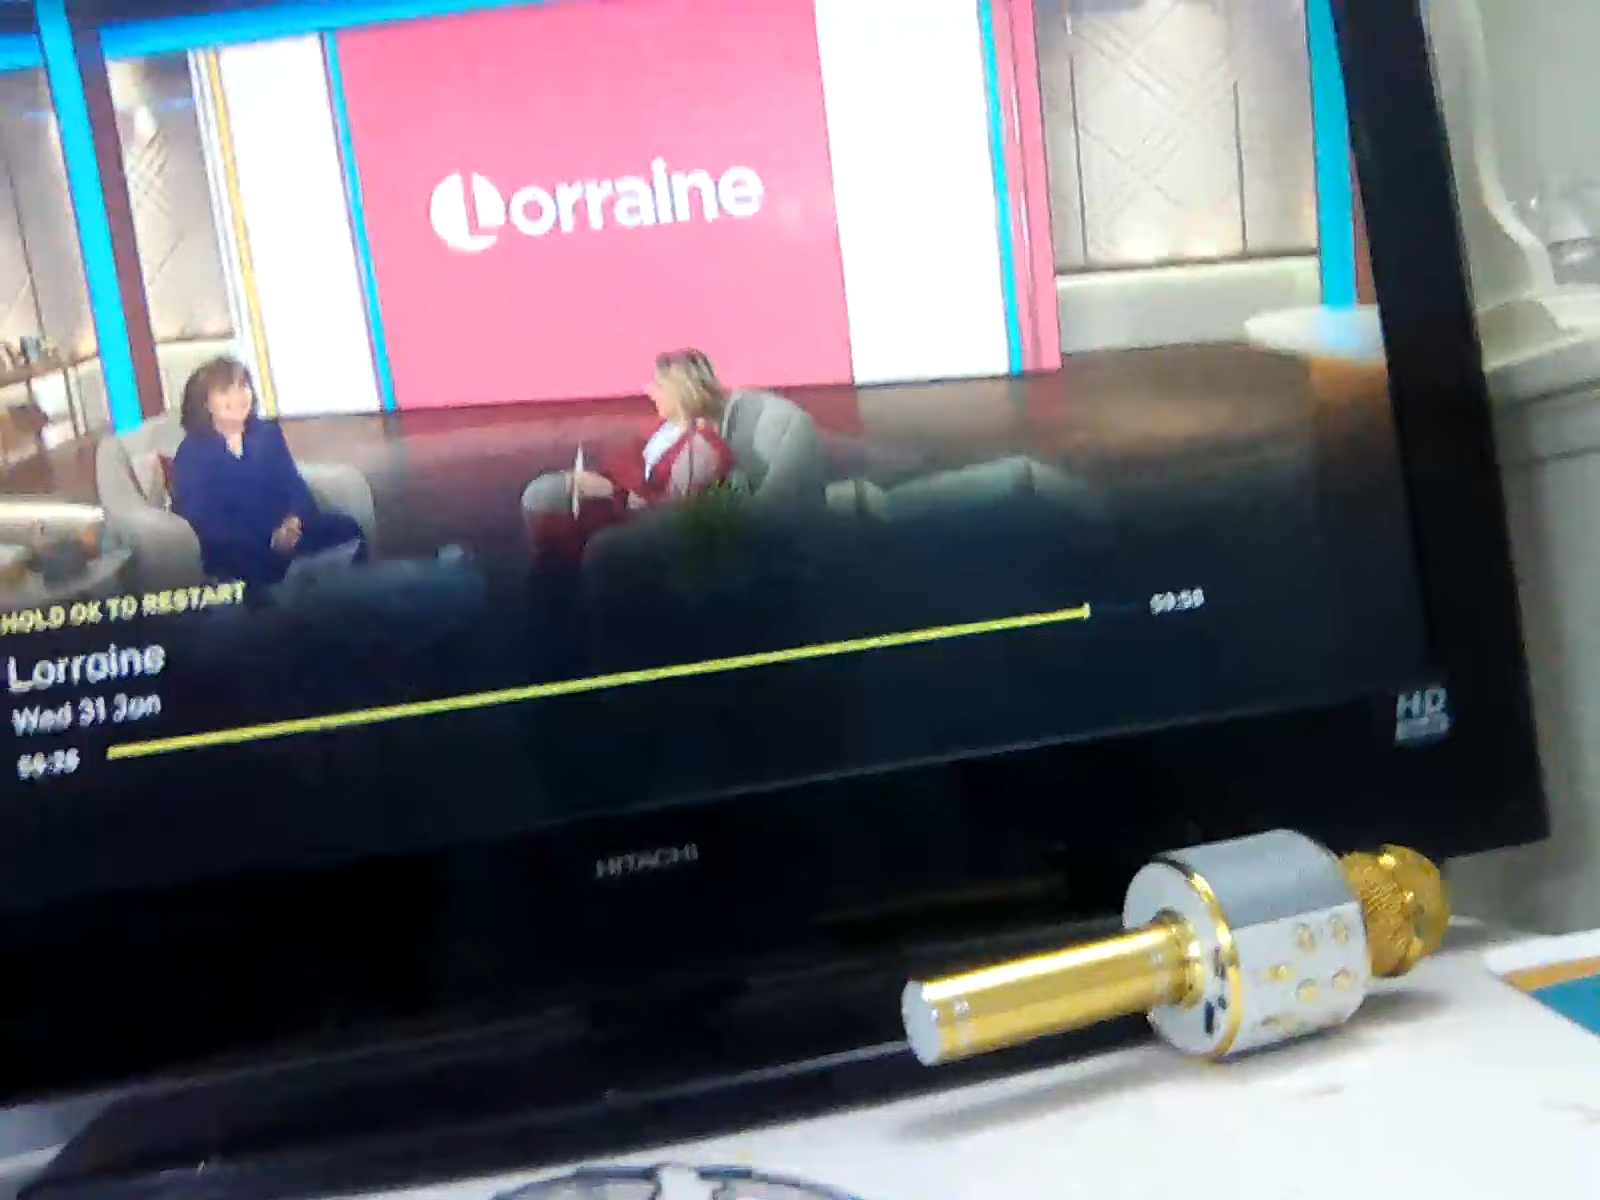 Lorraine
HOLD OK TO RESTART
Lorraine
Wed 31 Jan
HITACHI
HD